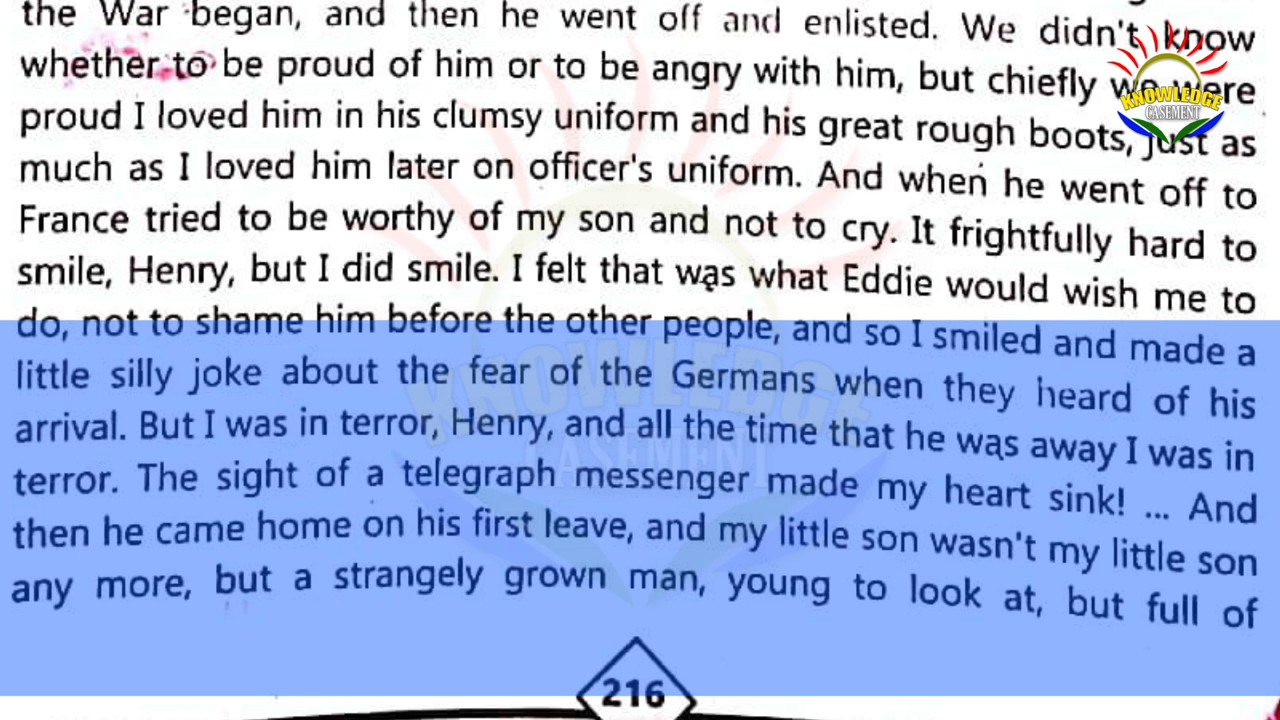 the War began, and then he went off and enlisted. We didn't know
whether to be proud of him or to be angry with him, but chiefly we were
proud I loved him in his clumsy uniform and his great rough boots, just as
much as I loved him later on officer's uniform. And when he went off to
France tried to be worthy of my son and not to cry. It frightfully hard to
smile, Henry, but I did smile. I felt that was what Eddie would wish me to
do, not to shame him before the other people, and so I smiled and made a
little silly joke about the fear of the Germans when they heard of his
arrival. But I was in terror, Henry, and all the time that he was away I was in
terror. The sight of a telegraph messenger made my heart sink! ... And
then he came home on his first leave, and my little son wasn't my little son
any more, but a strangely grown man, young to look at, but full of
216
KNOWLEDGE
CASEMENT
KNOWLEDGE
CASEMENT